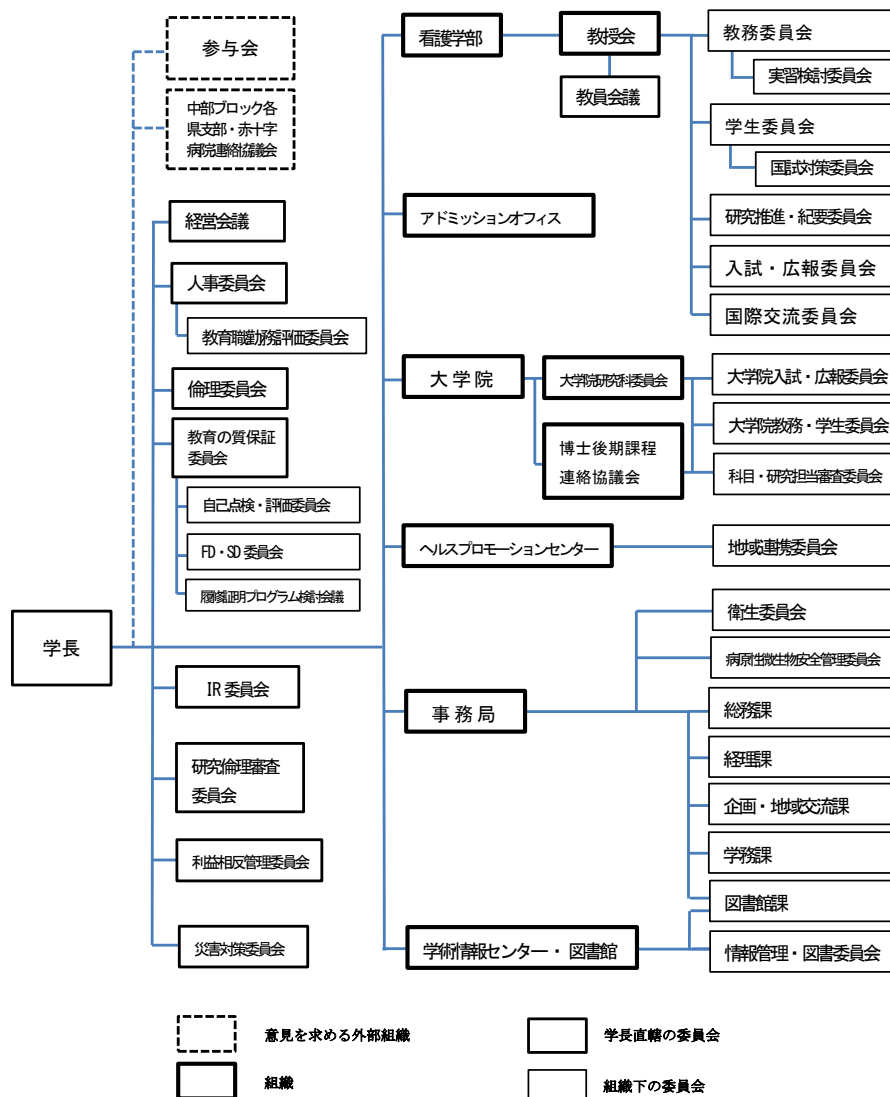 参与会
中部ブロック各
県支部・赤十字
病院連絡協議会
経営会議
人事委員会
教育職勤務評価委員会
倫理委員会
教育の質保証
委員会
自己点検・評価委員会
FD・SD 委員会
履修証明プログラム検討会議
学長
IR 委員会
研究倫理審査
委員会
利益相反管理委員会
災害対策委員会
看護学部
教授会
教員会議
教務委員会
実習検討委員会
学生委員会
国試対策委員会
研究推進・紀要委員会
入試・広報委員会
国際交流委員会
アドミッションオフィス
大学院
大学院研究科委員会
博士後期課程
連絡協議会
大学院入試・広報委員会
大学院教務・学生委員会
科目・研究担当審査委員会
ヘルスプロモーションセンター
地域連携委員会
事務局
衛生委員会
病原性微生物安全管理委員会
総務課
経理課
企画・地域交流課
学務課
図書館課
学術情報センター・図書館
情報管理・図書委員会
意見を求める外部組織
学長直轄の委員会
組織
組織下の委員会